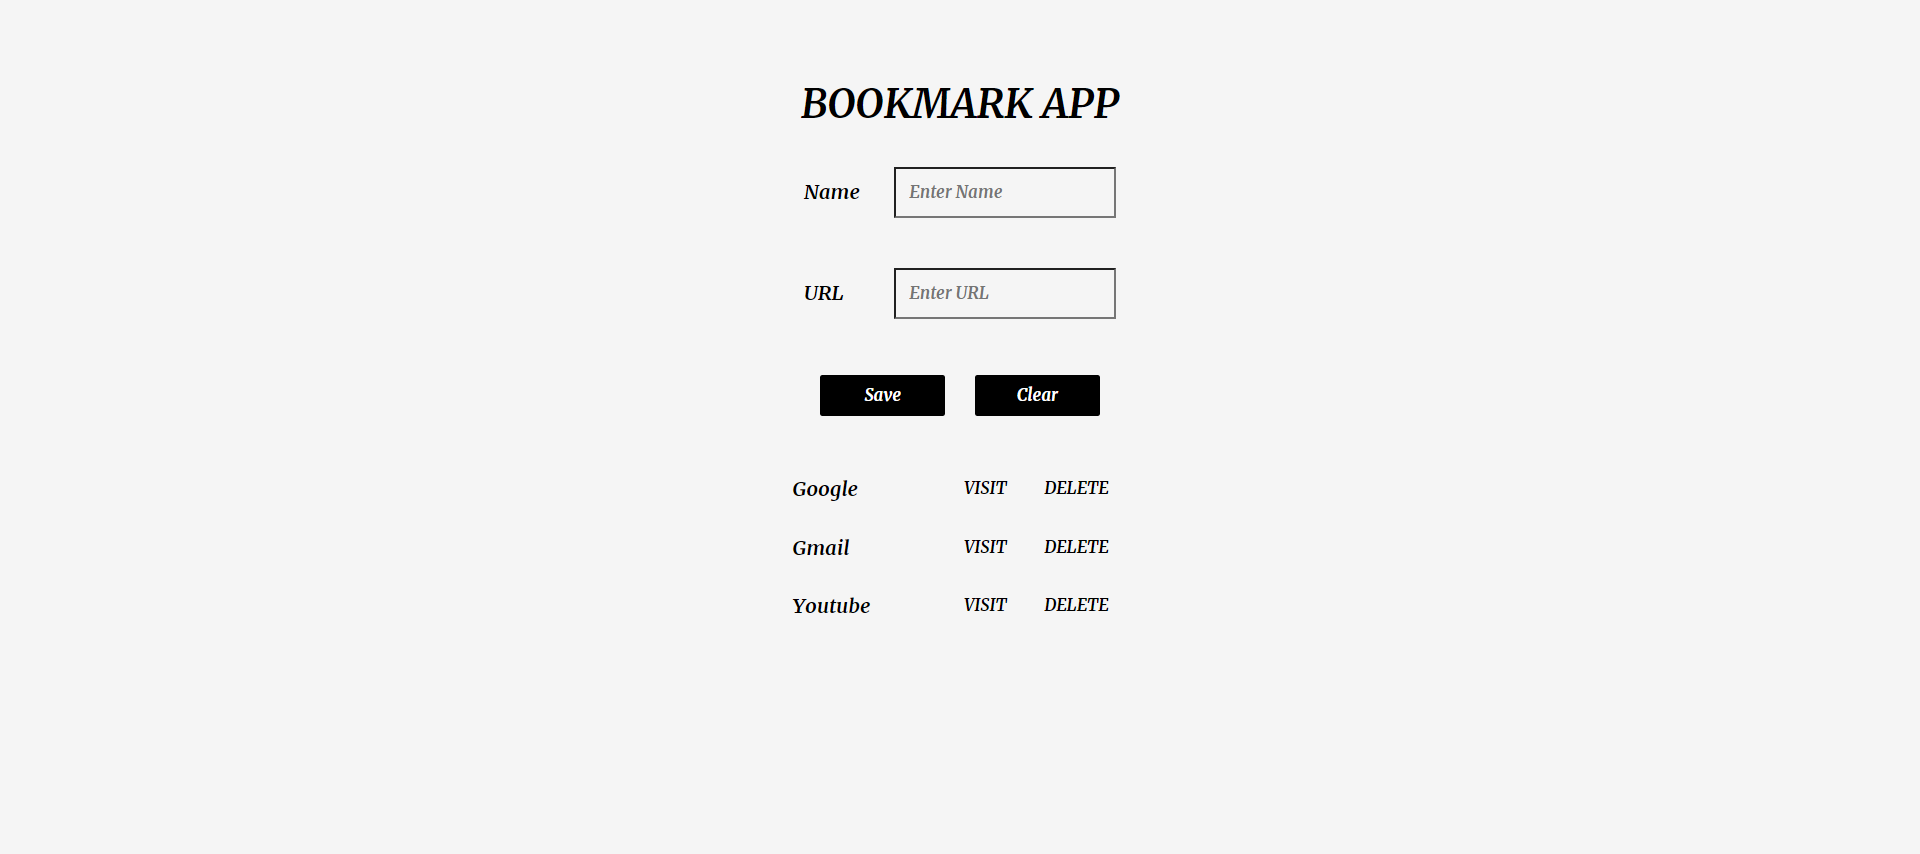 BOOKMARK APP
Name Enter Name
URL Enter URL
Save Clear
Google VISIT DELETE
Gmail VISIT DELETE
Youtube VISIT DELETE